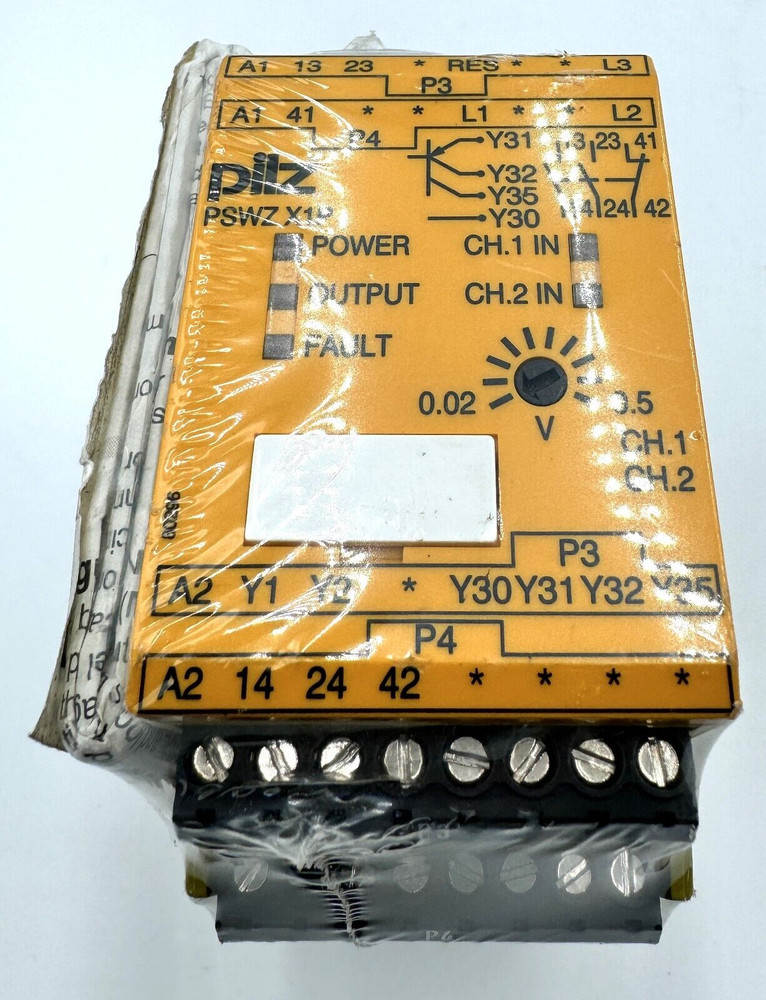 A1 13 23 * RES * * L3
P3
A1 41 * * L1 * * L2
P4
pilz
PSWZ X1P
Y31
Y32
Y35
Y30
13 23 41
14 24 42
POWER
OUTPUT
FAULT
CH.1 IN
CH.2 IN
0.02
0.5
V
CH.1
CH.2
P3
A2 Y1 Y2 * Y30 Y31 Y32 Y35
P4
A2 14 24 42 * * * *